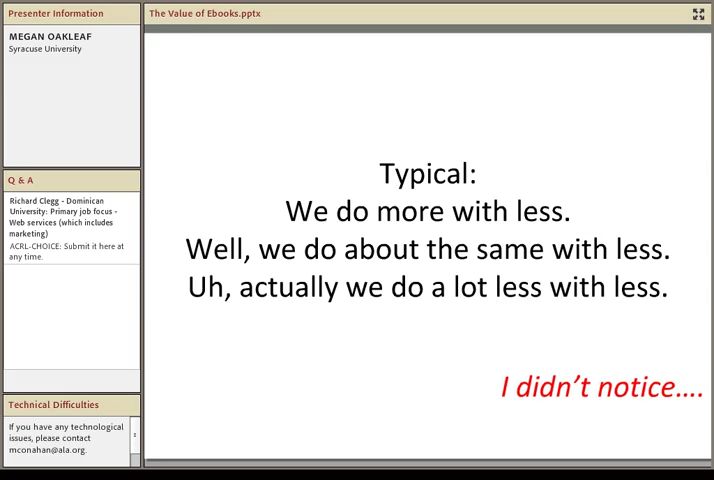 Presenter Information
MEGAN OAKLEAF
Syracuse University
Q & A
Richard Clegg - Dominican
University: Primary job focus -
Web services (which includes
marketing)
ACRL-CHOICE: Submit it here at
any time.
Technical Difficulties
If you have any technological
issues, please contact
mconahan@ala.org.
The Value of Ebooks.pptx
Typical:
We do more with less.
Well, we do about the same with less.
Uh, actually we do a lot less with less.
I didn’t notice….